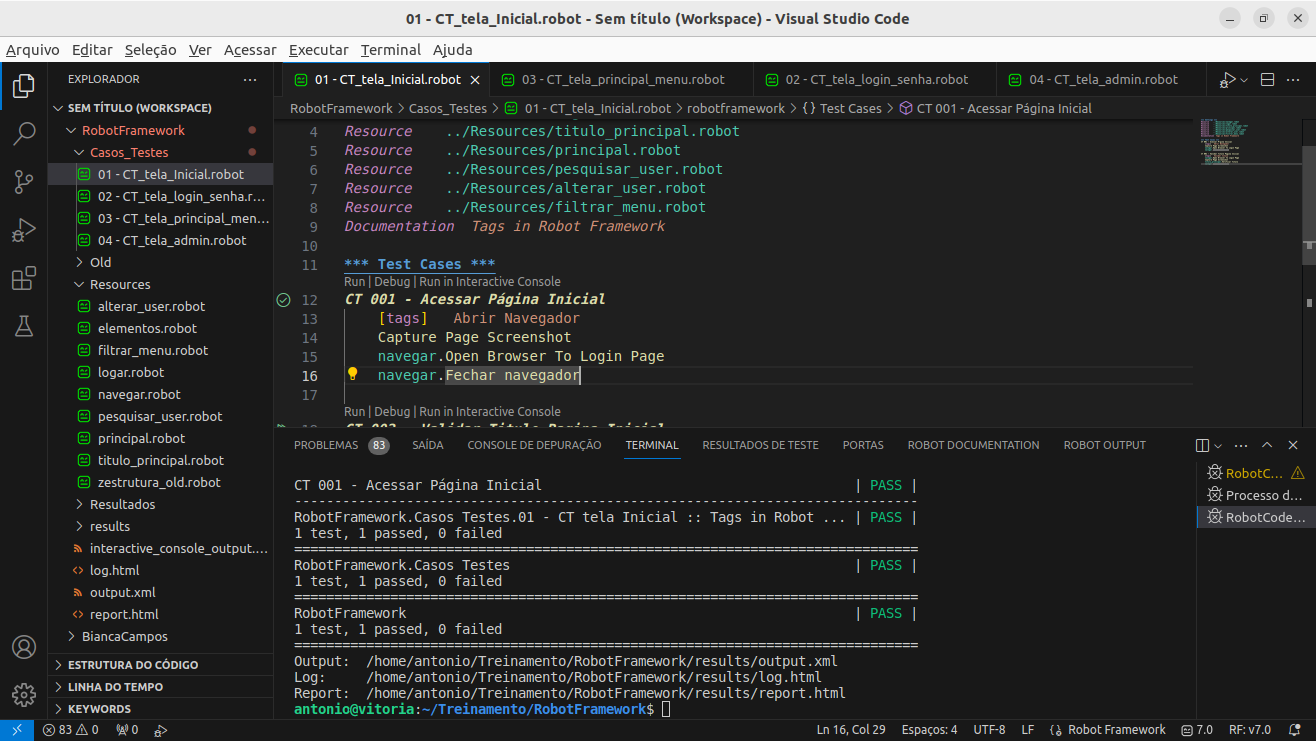 01 - CT_tela_Inicial.robot - Sem título (Workspace) - Visual Studio Code
Arquivo Editar Seleção Ver Acessar Executar Terminal Ajuda
EXPLORADOR
SEM TÍTULO (WORKSPACE)
RobotFramework
Casos_Testes
01 - CT_tela_Inicial.robot
02 - CT_tela_login_senha.r...
03 - CT_tela_principal_men...
04 - CT_tela_admin.robot
Old
Resources
alterar_user.robot
elementos.robot
filtrar_menu.robot
logar.robot
navegar.robot
pesquisar_user.robot
principal.robot
titulo_principal.robot
zestrutura_old.robot
Resultados
results
interactive_console_output....
log.html
output.xml
report.html
BiancaCampos
ESTRUTURA DO CÓDIGO
LINHA DO TEMPO
KEYWORDS
01 - CT_tela_Inicial.robot 03 - CT_tela_principal_menu.robot 02 - CT_tela_login_senha.robot 04 - CT_tela_admin.robot
RobotFramework > Casos_Testes > 01 - CT_tela_Inicial.robot > robotframework > {} Test Cases > CT 001 - Acessar Página Inicial
4 Resource ../Resources/titulo_principal.robot
5 Resource ../Resources/principal.robot
6 Resource ../Resources/pesquisar_user.robot
7 Resource ../Resources/alterar_user.robot
8 Resource ../Resources/filtrar_menu.robot
9 Documentation Tags in Robot Framework
10
11 *** Test Cases ***
Run | Debug | Run in Interactive Console
12 CT 001 - Acessar Página Inicial
13 [tags] Abrir Navegador
14 Capture Page Screenshot
15 navegar.Open Browser To Login Page
16 navegar.Fechar navegador
17
Run | Debug | Run in Interactive Console
PROBLEMAS 83 SAÍDA CONSOLE DE DEPURAÇÃO TERMINAL RESULTADOS DE TESTE PORTAS ROBOT DOCUMENTATION ROBOT OUTPUT
CT 001 - Acessar Página Inicial | PASS |
------------------------------------------------------------------------------
RobotFramework.Casos Testes.01 - CT tela Inicial :: Tags in Robot ... | PASS |
1 test, 1 passed, 0 failed
==============================================================================
RobotFramework.Casos Testes | PASS |
1 test, 1 passed, 0 failed
==============================================================================
RobotFramework | PASS |
1 test, 1 passed, 0 failed
==============================================================================
Output: /home/antonio/Treinamento/RobotFramework/results/output.xml
Log: /home/antonio/Treinamento/RobotFramework/results/log.html
Report: /home/antonio/Treinamento/RobotFramework/results/report.html
antonio@vitoria:~/Treinamento/RobotFramework$
RobotC...
Processo d...
RobotCode...
83 0 0 Ln 16, Col 29 Espaços: 4 UTF-8 LF Robot Framework 7.0 RF: v7.0